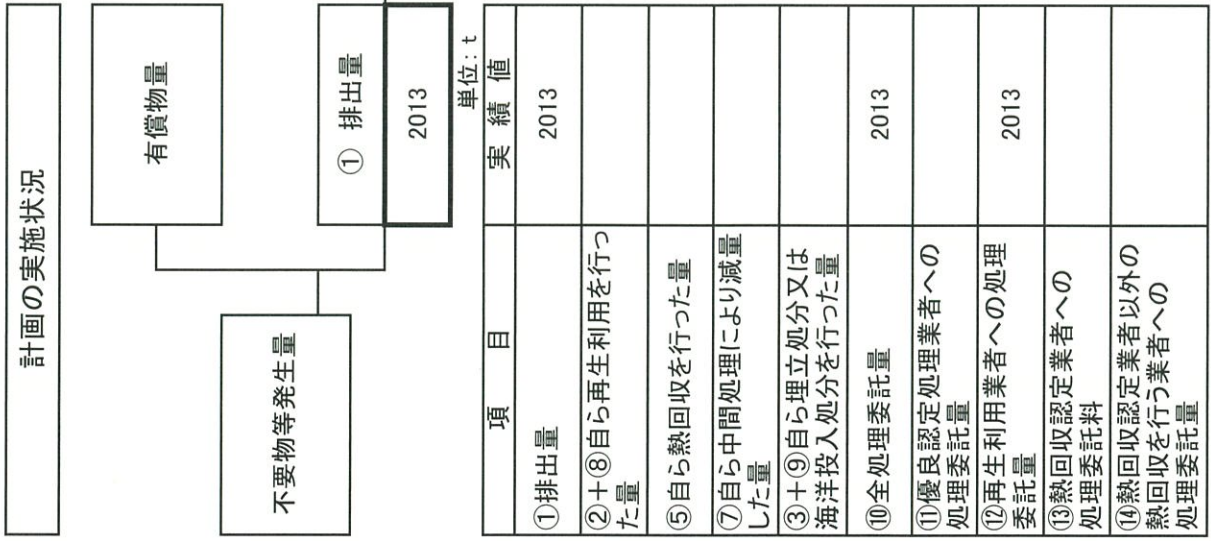 計画の実施状況
不要物等発生量
有償物量
① 排出量
2013
単位:t
項 目
実 績 値
①排出量
2013
②+⑧自ら再生利用を行っ
た量
⑤自ら熱回収を行った量
⑦自ら中間処理により減量
した量
③+⑨自ら埋立処分又は
海洋投入処分を行った量
⑩全処理委託量
2013
⑪優良認定処理業者への
処理委託量
⑫再生利用業者への処理
委託量
2013
⑬熱回収認定業者への
処理委託料
⑭熱回収認定業者以外の
熱回収を行う業者への
処理委託量